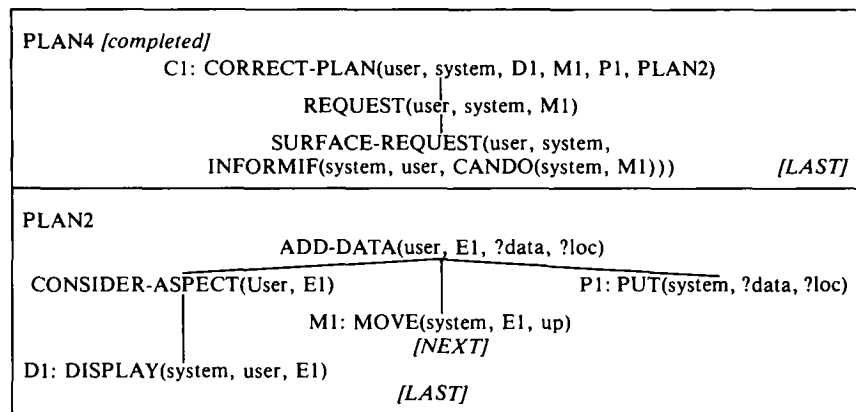 PLAN4 [completed]
C1: CORRECT-PLAN(user, system, D1, M1, P1, PLAN2)
REQUEST(user, system, M1)
SURFACE-REQUEST(user, system,
INFORMIF(system, user, CANDO(system, M1))) [LAST]
PLAN2
ADD-DATA(user, E1, ?data, ?loc)
CONSIDER-ASPECT(User, E1) P1: PUT(system, ?data, ?loc)
M1: MOVE(system, E1, up)
[NEXT]
D1: DISPLAY(system, user, E1)
[LAST]